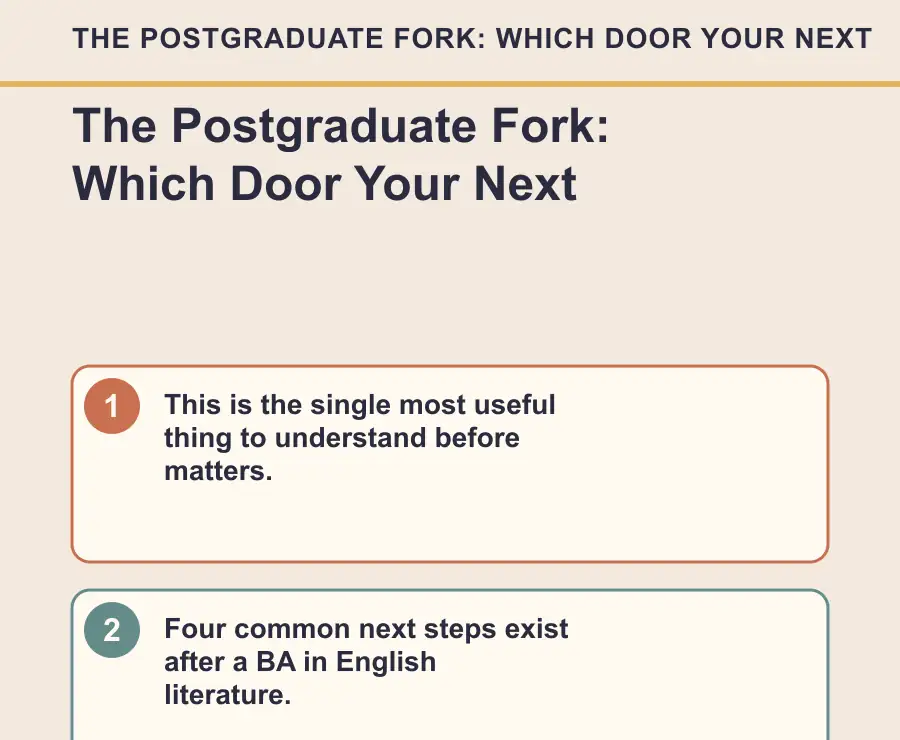 THE POSTGRADUATE FORK: WHICH DOOR YOUR NEXT
The Postgraduate Fork:
Which Door Your Next
1
This is the single most useful
thing to understand before
matters.
2
Four common next steps exist
after a BA in English
literature.